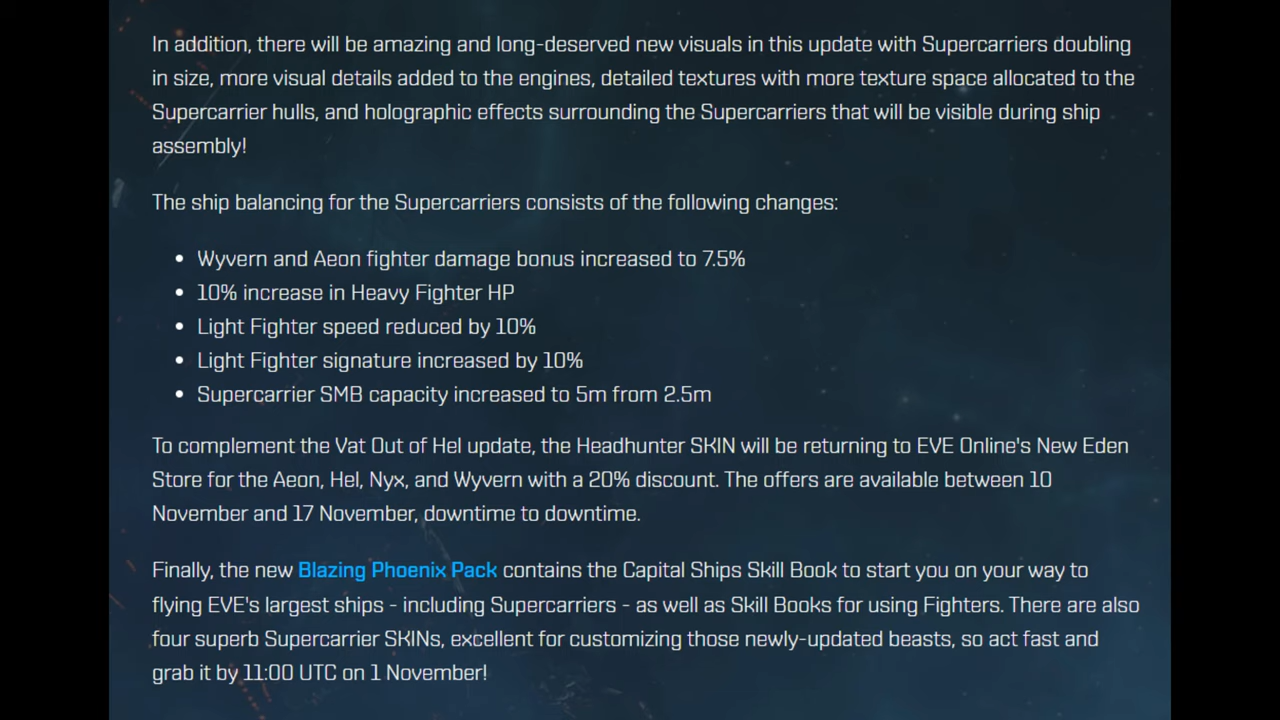 In addition, there will be amazing and long-deserved new visuals in this update with Supercarriers doubling
in size, more visual details added to the engines, detailed textures with more texture space allocated to the
Supercarrier hulls, and holographic effects surrounding the Supercarriers that will be visible during ship
assembly!
The ship balancing for the Supercarriers consists of the following changes:
• Wyvern and Aeon fighter damage bonus increased to 7.5%
• 10% increase in Heavy Fighter HP
• Light Fighter speed reduced by 10%
• Light Fighter signature increased by 10%
• Supercarrier SMB capacity increased to 5m from 2.5m
To complement the Vat Out of Hel update, the Headhunter SKIN will be returning to EVE Online's New Eden
Store for the Aeon, Hel, Nyx, and Wyvern with a 20% discount. The offers are available between 10
November and 17 November, downtime to downtime.
Finally, the new Blazing Phoenix Pack contains the Capital Ships Skill Book to start you on your way to
flying EVE's largest ships - including Supercarriers - as well as Skill Books for using Fighters. There are also
four superb Supercarrier SKINs, excellent for customizing those newly-updated beasts, so act fast and
grab it by 11:00 UTC on 1 November!